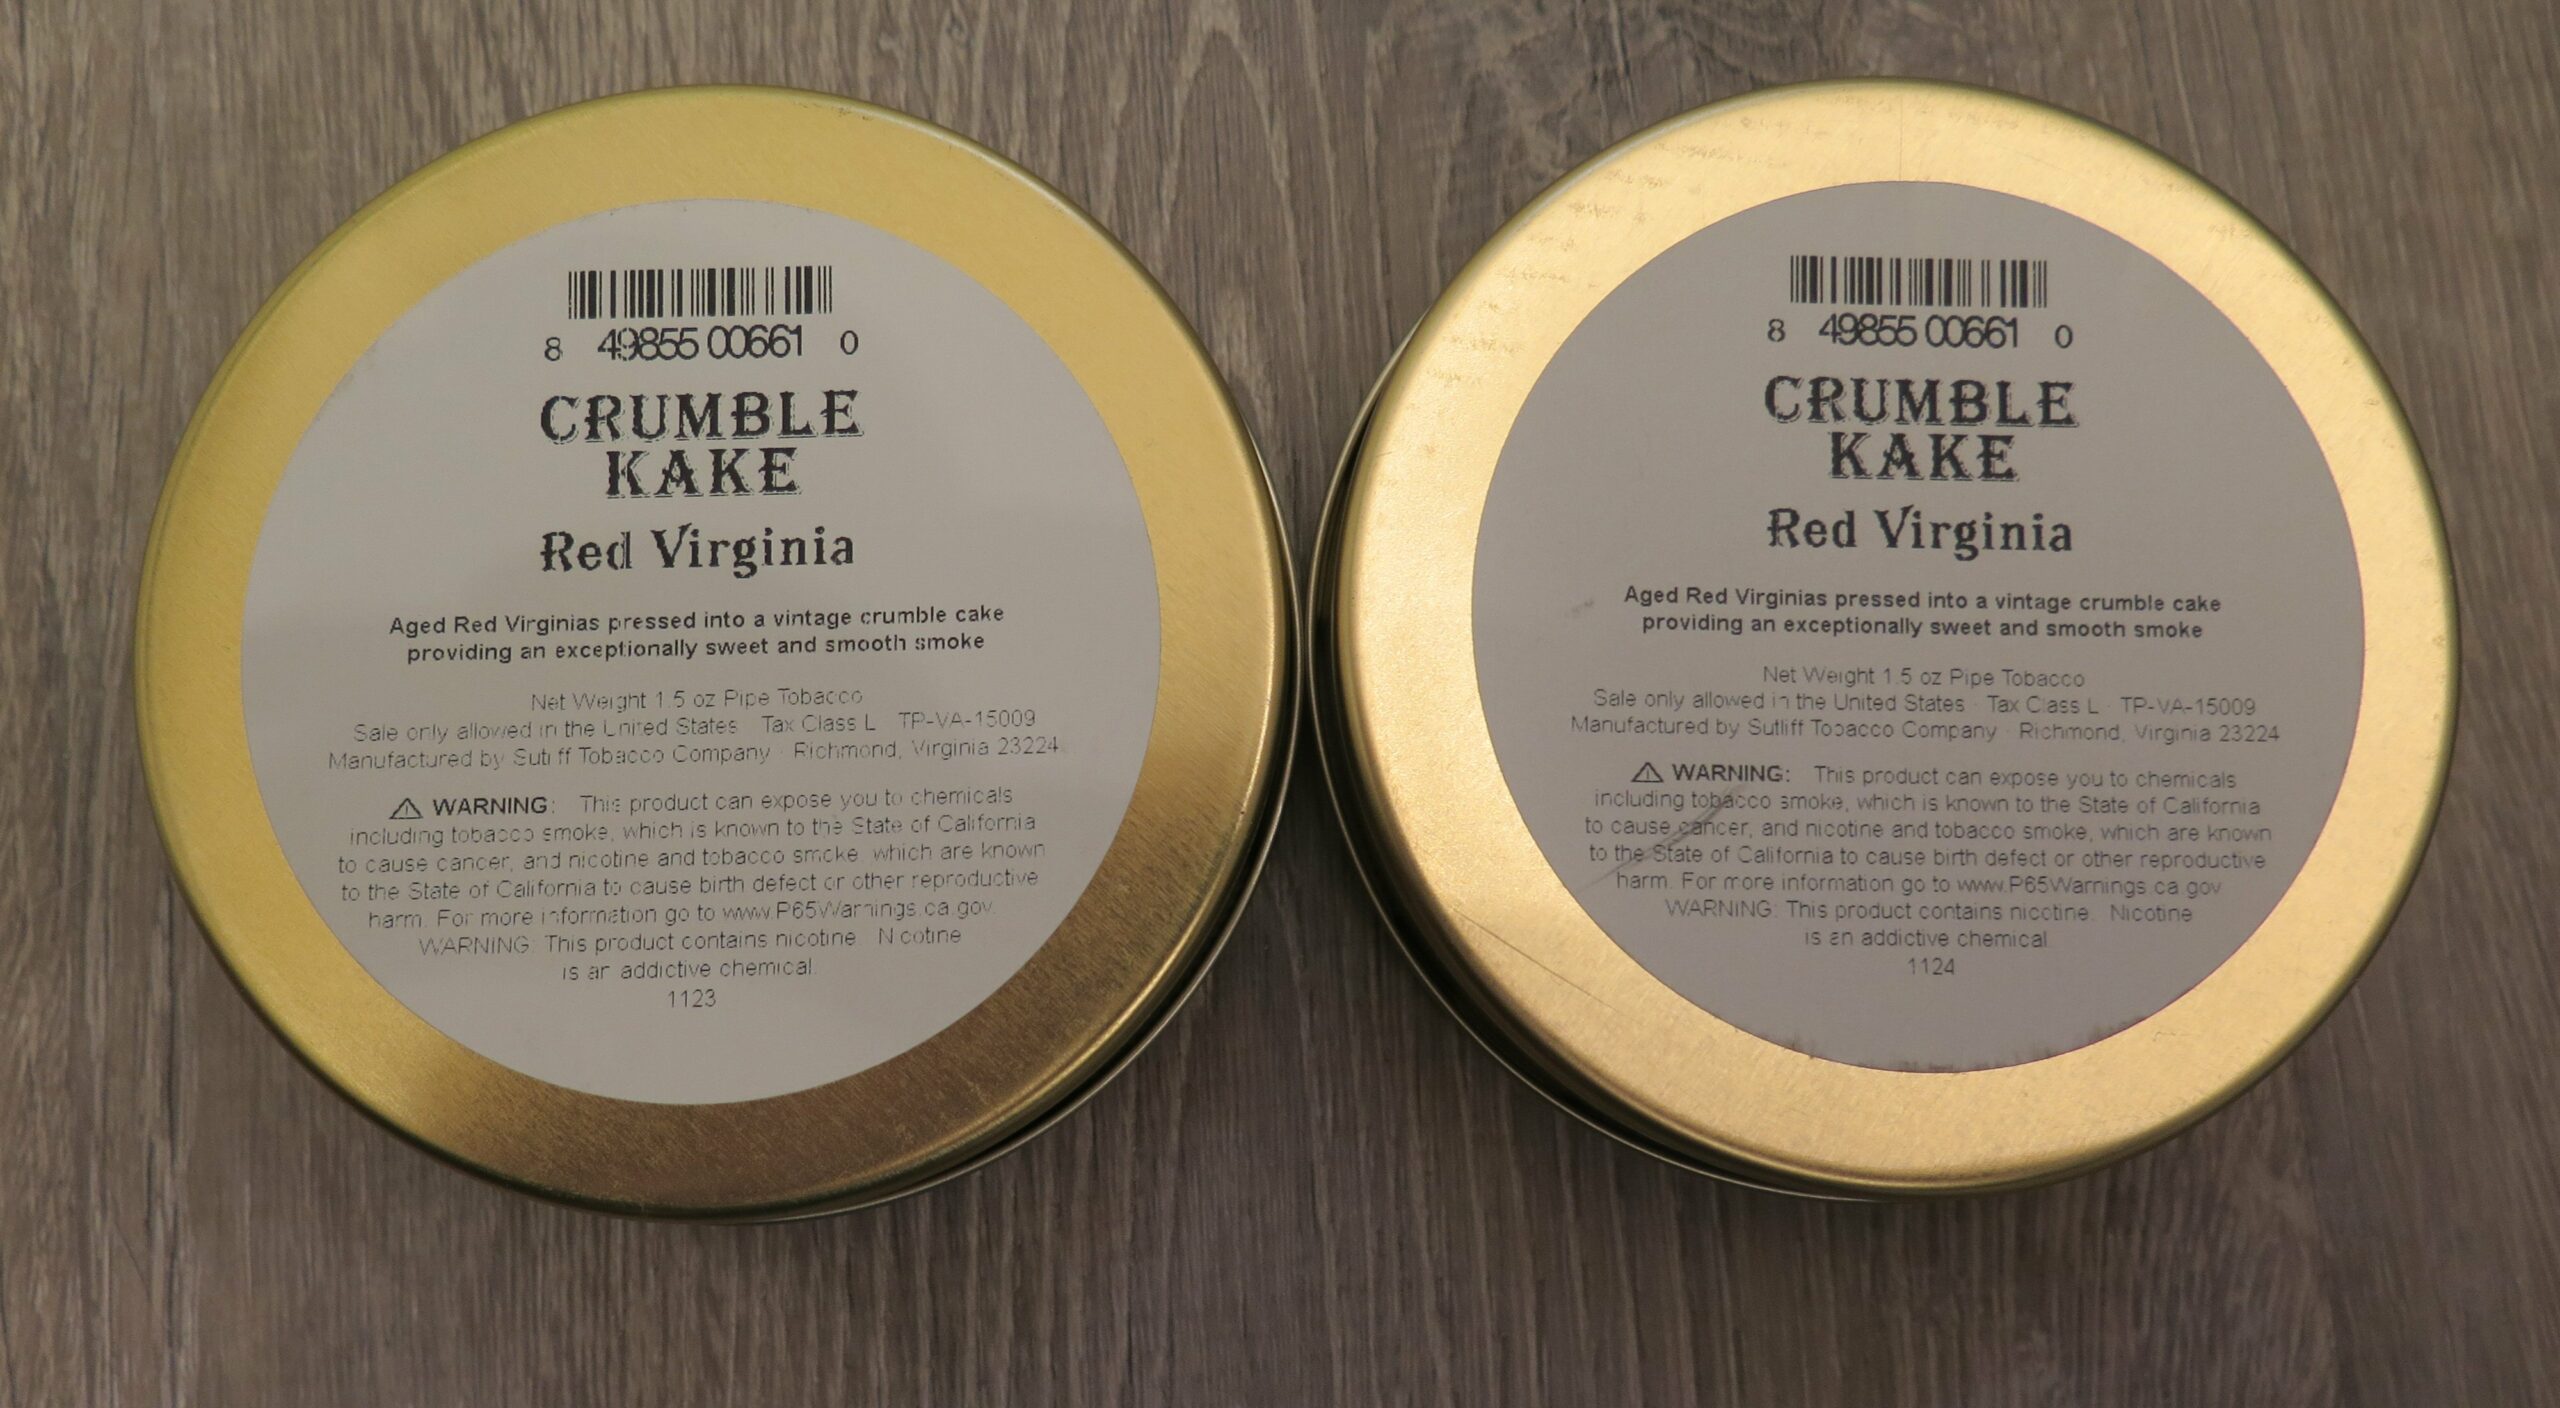 8 49855 00661 0
CRUMBLE
KAKE
Red Virginia
Aged Red Virginias pressed into a vintage crumble cake
providing an exceptionally sweet and smooth smoke
Net Weight 1.5 oz Pipe Tobacco
Sale only allowed in the United States · Tax Class L · TP-VA-15009
Manufactured by Sutliff Tobacco Company · Richmond, Virginia 23224
⚠ WARNING: This product can expose you to chemicals
including tobacco smoke, which is known to the State of California
to cause cancer, and nicotine and tobacco smoke, which are known
to the State of California to cause birth defect or other reproductive
harm. For more information go to www.P65Warnings.ca.gov.
WARNING: This product contains nicotine. Nicotine
is an addictive chemical.
1123
8 49855 00661 0
CRUMBLE
KAKE
Red Virginia
Aged Red Virginias pressed into a vintage crumble cake
providing an exceptionally sweet and smooth smoke
Net Weight 1.5 oz Pipe Tobacco
Sale only allowed in the United States · Tax Class L · TP-VA-15009
Manufactured by Sutliff Tobacco Company · Richmond, Virginia 23224
⚠ WARNING: This product can expose you to chemicals
including tobacco smoke, which is known to the State of California
to cause cancer, and nicotine and tobacco smoke, which are known
to the State of California to cause birth defect or other reproductive
harm. For more information go to www.P65Warnings.ca.gov
WARNING: This product contains nicotine. Nicotine
is an addictive chemical
1124